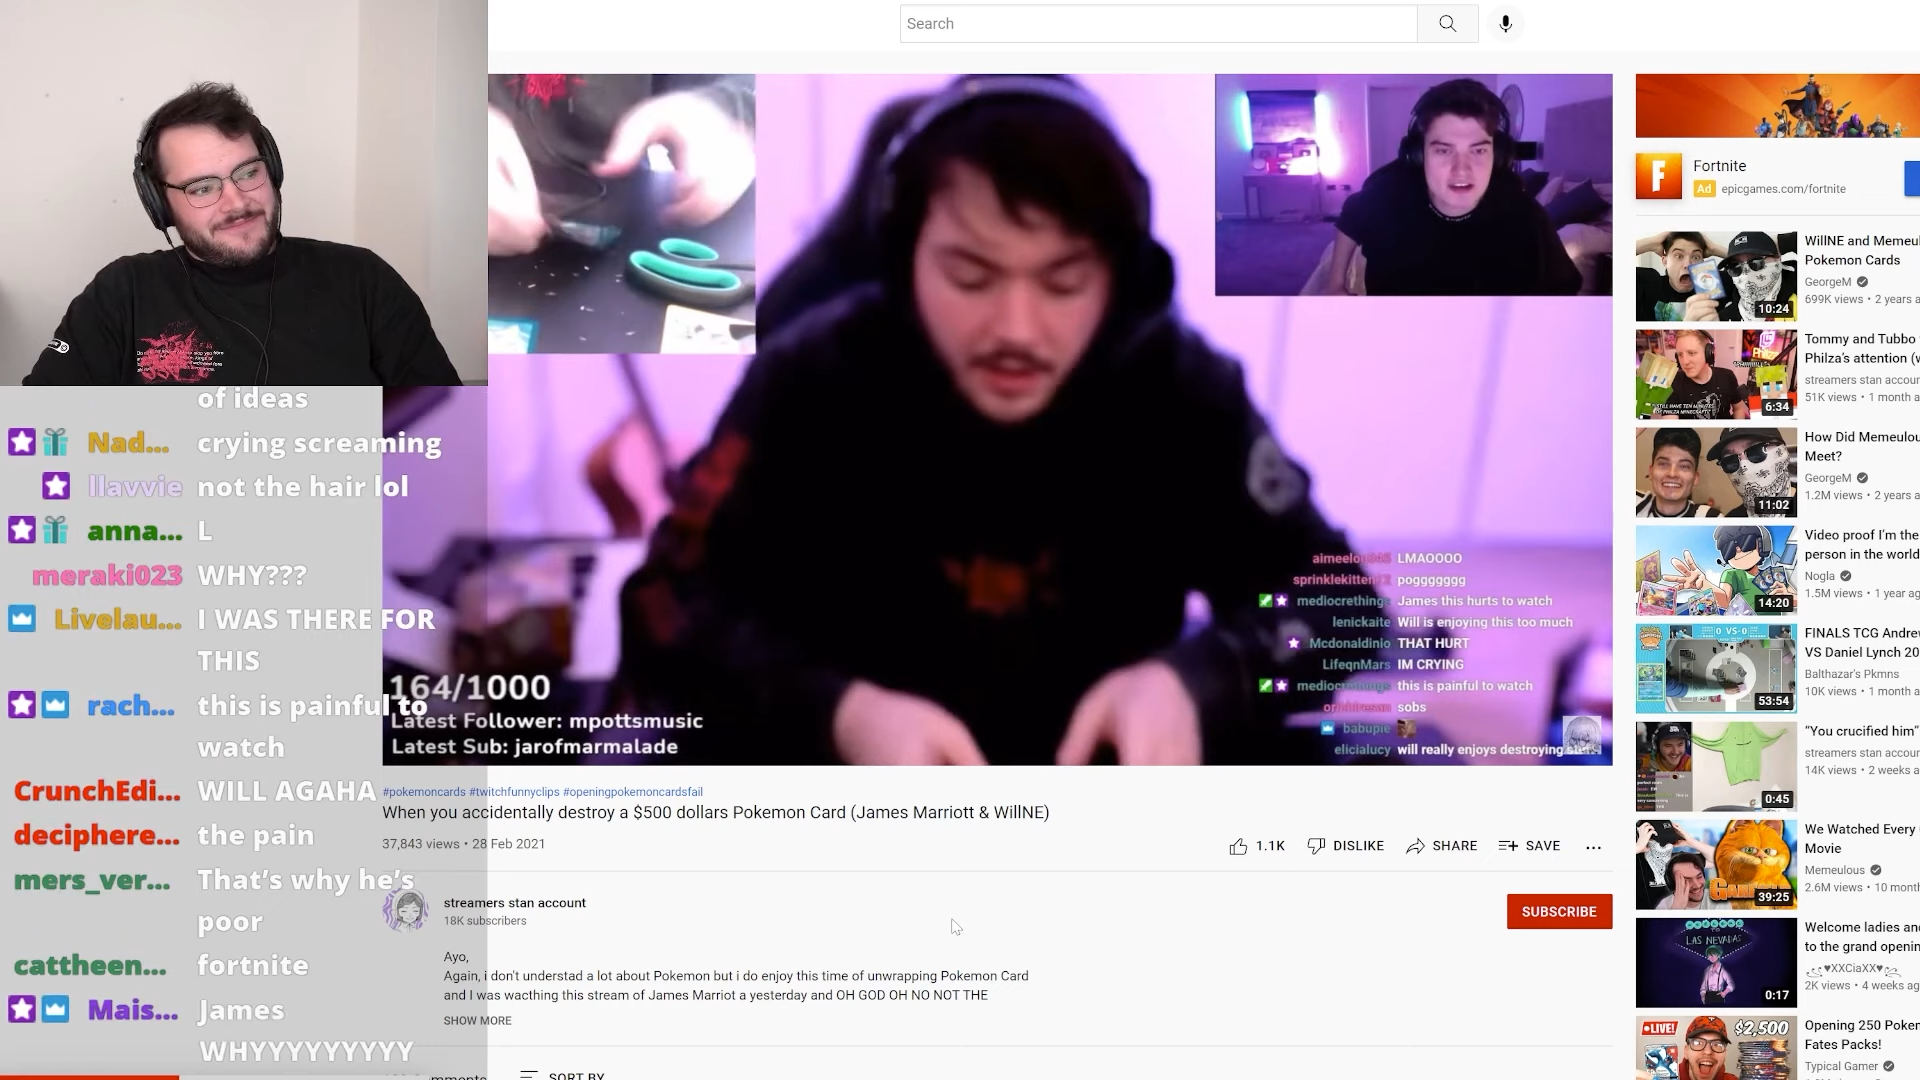 Search
of ideas
Nad... crying screaming
llavvie not the hair lol
anna... L
meraki023 WHY???
Livelau... I WAS THERE FOR
THIS
rach... this is painful to
watch
CrunchEdi... WILL AGAHA
deciphere... the pain
mers_ver... That's why he's
poor
cattheen... fortnite
Mais... James
WHYYYYYYYYY
aimeelou LMAOOOO
sprinklekitten poggggggg
mediocrethings James this hurts to watch
lenickaite Will is enjoying this too much
Mcdonaldinio THAT HURT
LifeqnMars IM CRYING
this is painful to watch
sobs
babupie
elicialucy will really enjoys destroying
164/1000
Latest Follower: mpottsmusic
Latest Sub: jarofmarmalade
#pokemoncards #twitchfunnyclips #openingpokemoncardsfail
When you accidentally destroy a $500 dollars Pokemon Card (James Marriott & WillNE)
37,843 views • 28 Feb 2021
1.1K DISLIKE SHARE SAVE ...
streamers stan account
18K subscribers
SUBSCRIBE
Ayo,
Again, i don't understad a lot about Pokemon but i do enjoy this time of unwrapping Pokemon Card
and I was wacthing this stream of James Marriot a yesterday and OH GOD OH NO NOT THE
SHOW MORE
SORT BY
Fortnite
Ad epicgames.com/fortnite
WillNE and Memeul
Pokemon Cards
GeorgeM
699K views • 2 years a
10:24
Tommy and Tubbo
Philza's attention (w
streamers stan accour
51K views • 1 month a
6:34
How Did Memeulou
Meet?
GeorgeM
1.2M views • 2 years a
11:02
Video proof I'm the
person in the world
Nogla
1.5M views • 1 year ag
14:20
FINALS TCG Andre
VS Daniel Lynch 20
Balthazar's Pkmns
10K views • 1 month a
0 VS 0
53:54
"You crucified him"
streamers stan accour
14K views • 2 weeks a
0:45
We Watched Every
Movie
Memeulous
2.6M views • 10 month
39:25
Welcome ladies and
to the grand openin
♥XXCiaXX♥
2K views • 4 weeks ag
LAS NEVADAS
0:17
Opening 250 Poker
Fates Packs!
Typical Gamer
LIVE! $2,500